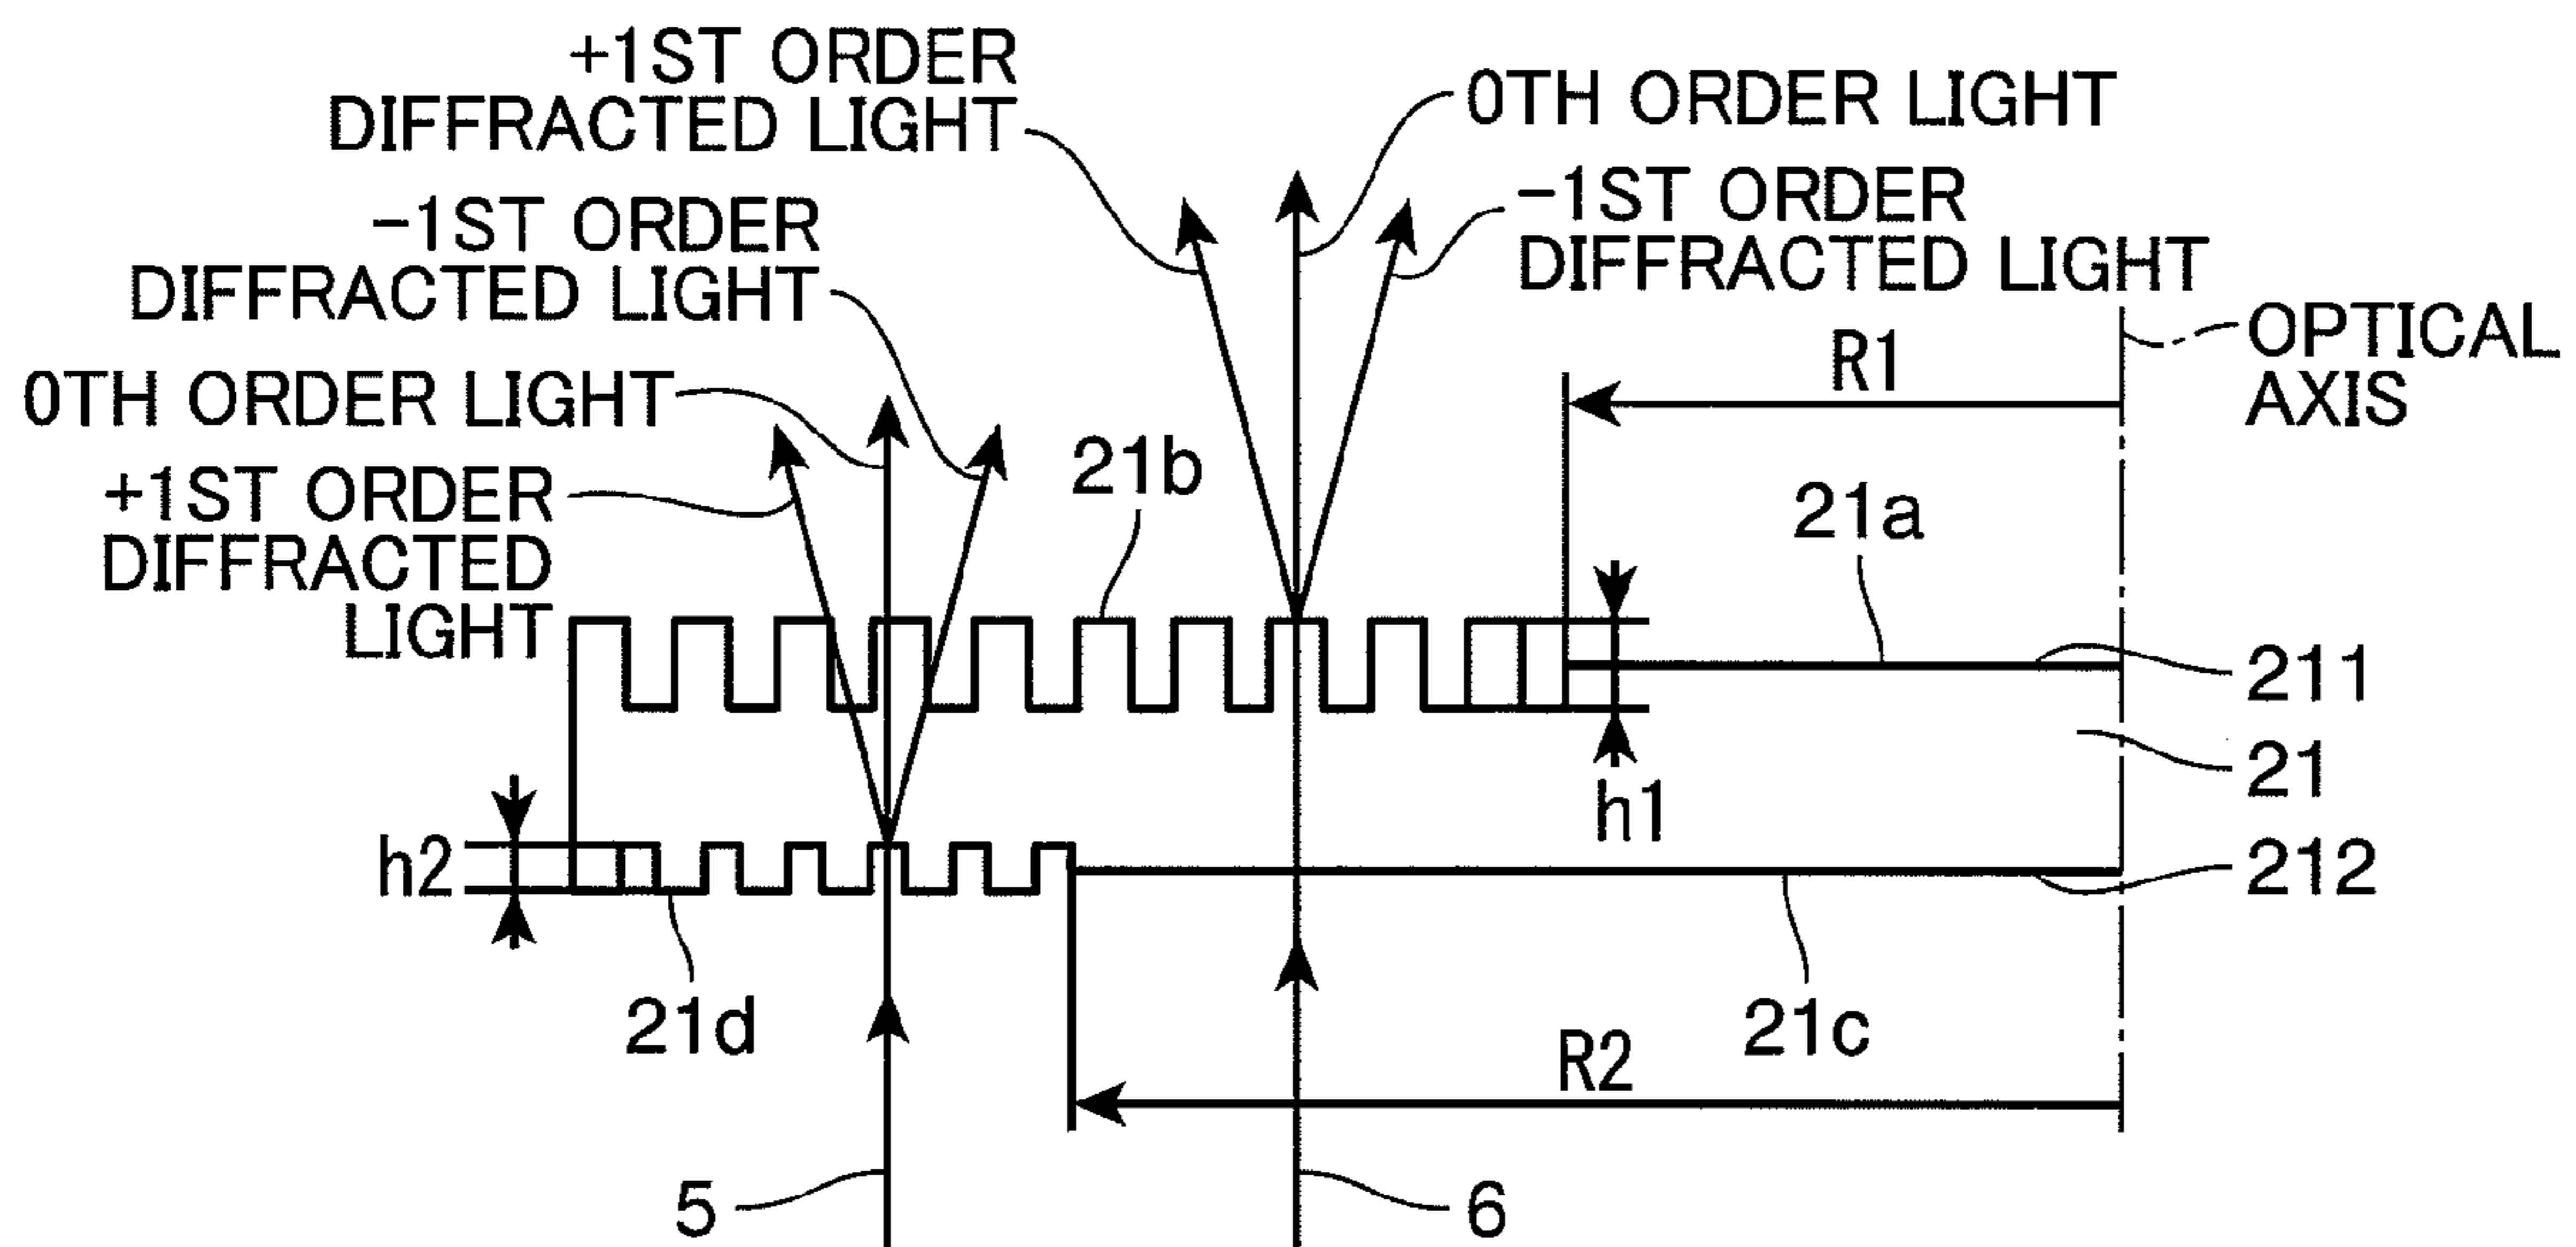 +1ST ORDER
DIFFRACTED LIGHT
0TH ORDER LIGHT
-1ST ORDER
DIFFRACTED LIGHT
-1ST ORDER
DIFFRACTED LIGHT
OPTICAL
AXIS
R1
0TH ORDER LIGHT
21b
+1ST ORDER
DIFFRACTED
LIGHT
21a
211
21
h1
h2
212
21d
21c
R2
5
6